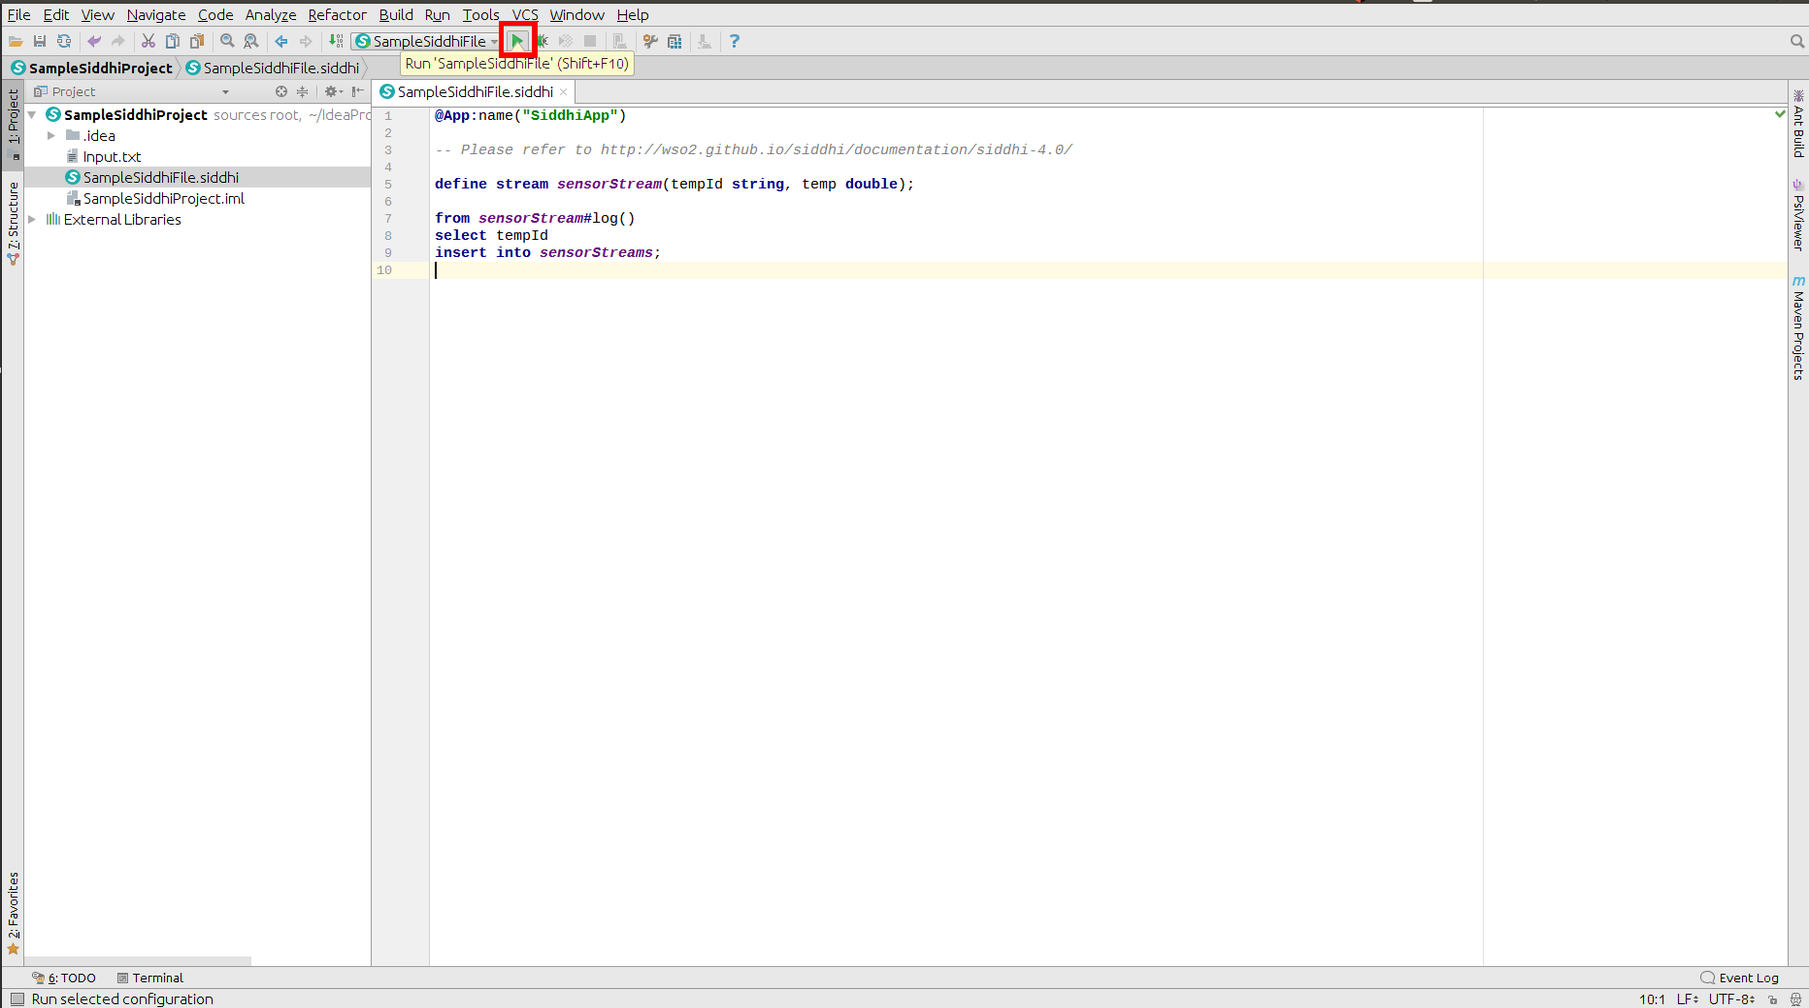 File Edit View Navigate Code Analyze Refactor Build Run Tools VCS Window Help
SampleSiddhiFile
Run 'SampleSiddhiFile' (Shift+F10)
SampleSiddhiProject SampleSiddhiFile.siddhi
Project
SampleSiddhiFile.siddhi
1: Project
7: Structure
2: Favorites
SampleSiddhiProject sources root, ~/IdeaPro
.idea
Input.txt
SampleSiddhiFile.siddhi
SampleSiddhiProject.iml
External Libraries
1 @App:name("SiddhiApp")
2
3 -- Please refer to http://wso2.github.io/siddhi/documentation/siddhi-4.0/
4
5 define stream sensorStream(tempId string, temp double);
6
7 from sensorStream#log()
8 select tempId
9 insert into sensorStreams;
10
Ant Build
PsiViewer
Maven Projects
6: TODO Terminal Event Log
Run selected configuration 10:1 LF UTF-8